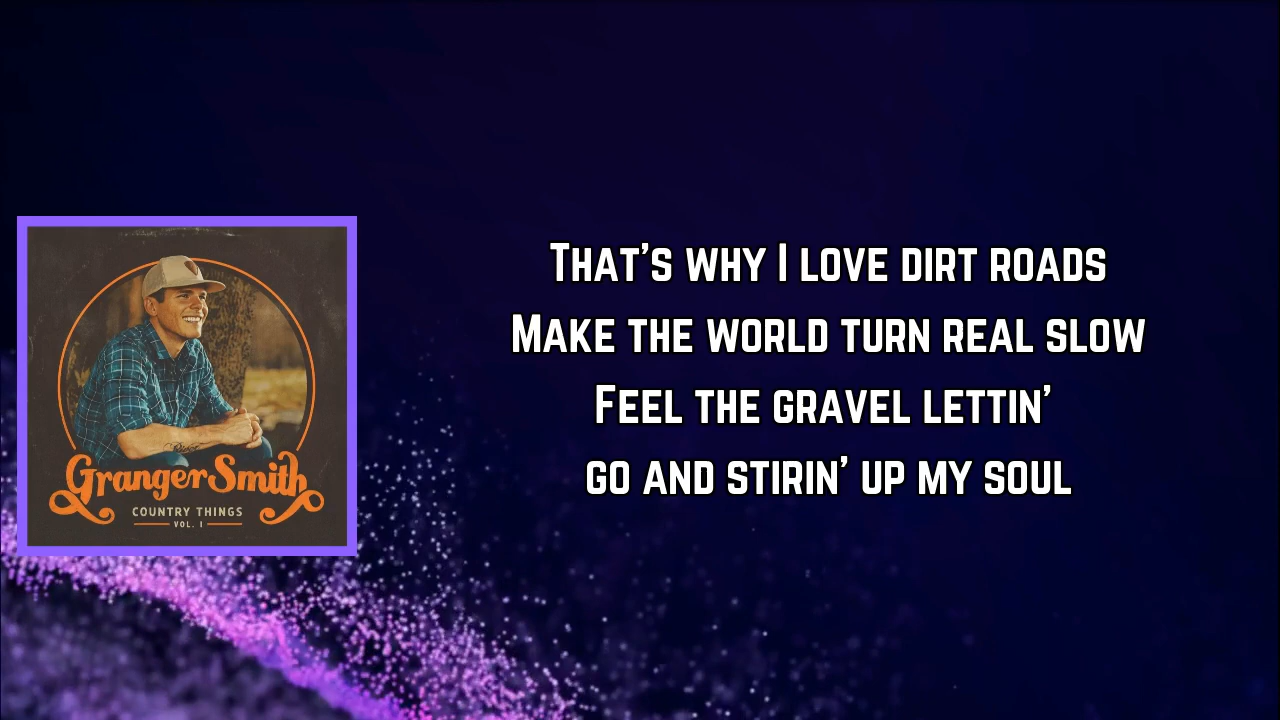 Granger Smith
COUNTRY THINGS
VOL. I
THAT'S WHY I LOVE DIRT ROADS
MAKE THE WORLD TURN REAL SLOW
FEEL THE GRAVEL LETTIN'
GO AND STIRIN' UP MY SOUL